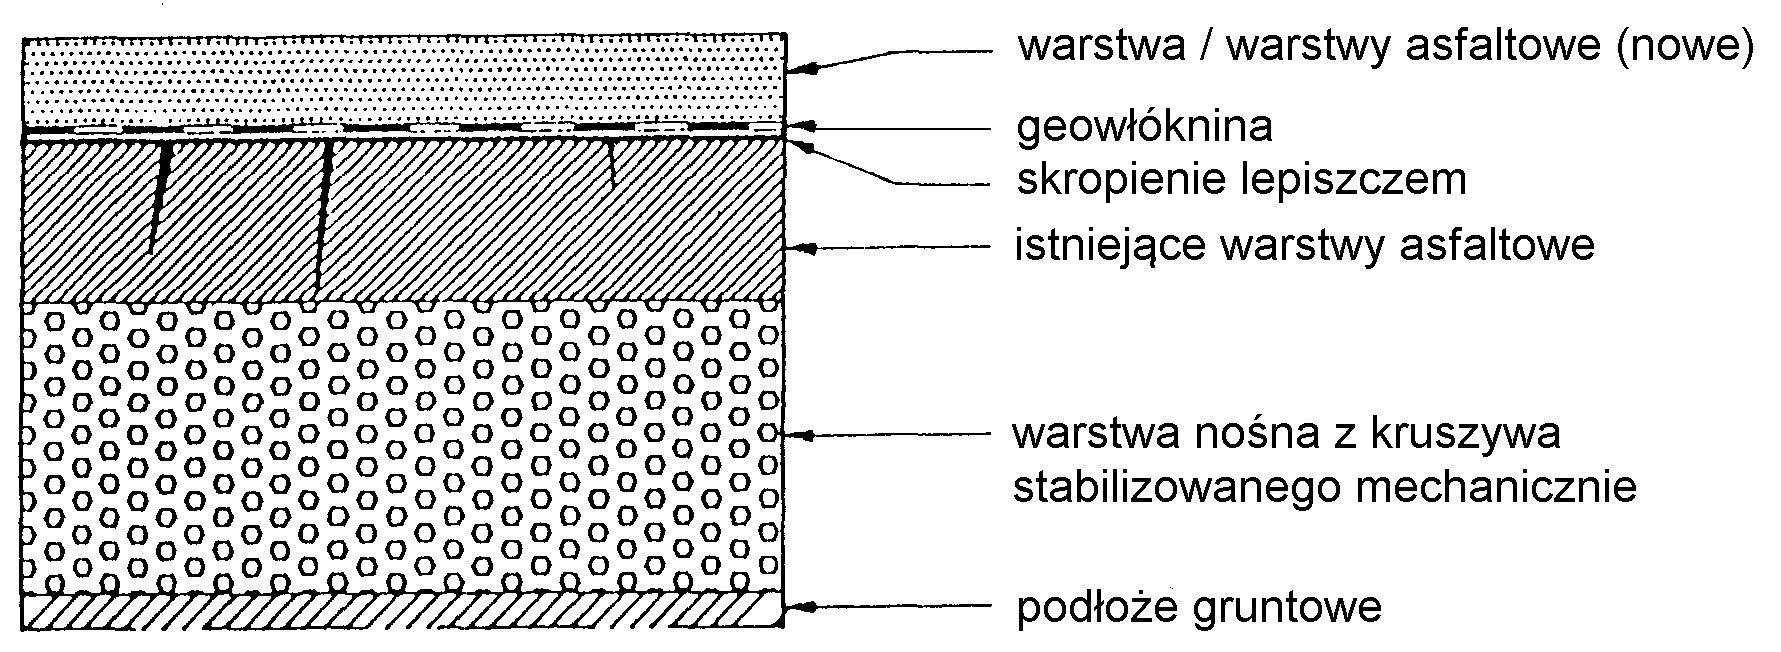 warstwa / warstwy asfaltowe (nowe)
geowłóknina
skropienie lepiszczem
istniejące warstwy asfaltowe
warstwa nośna z kruszywa
stabilizowanego mechanicznie
podłoże gruntowe